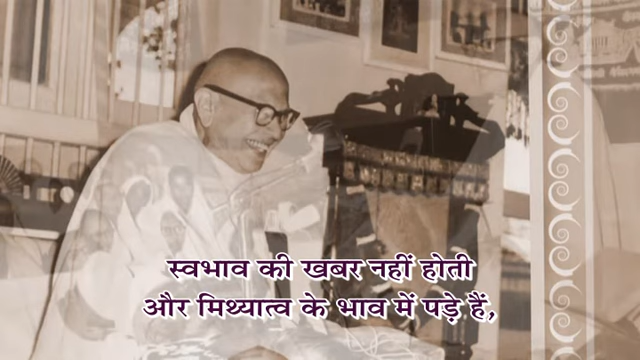 स्वभाव की खबर नहीं होती
और मिथ्यात्व के भाव में पड़े हैं,